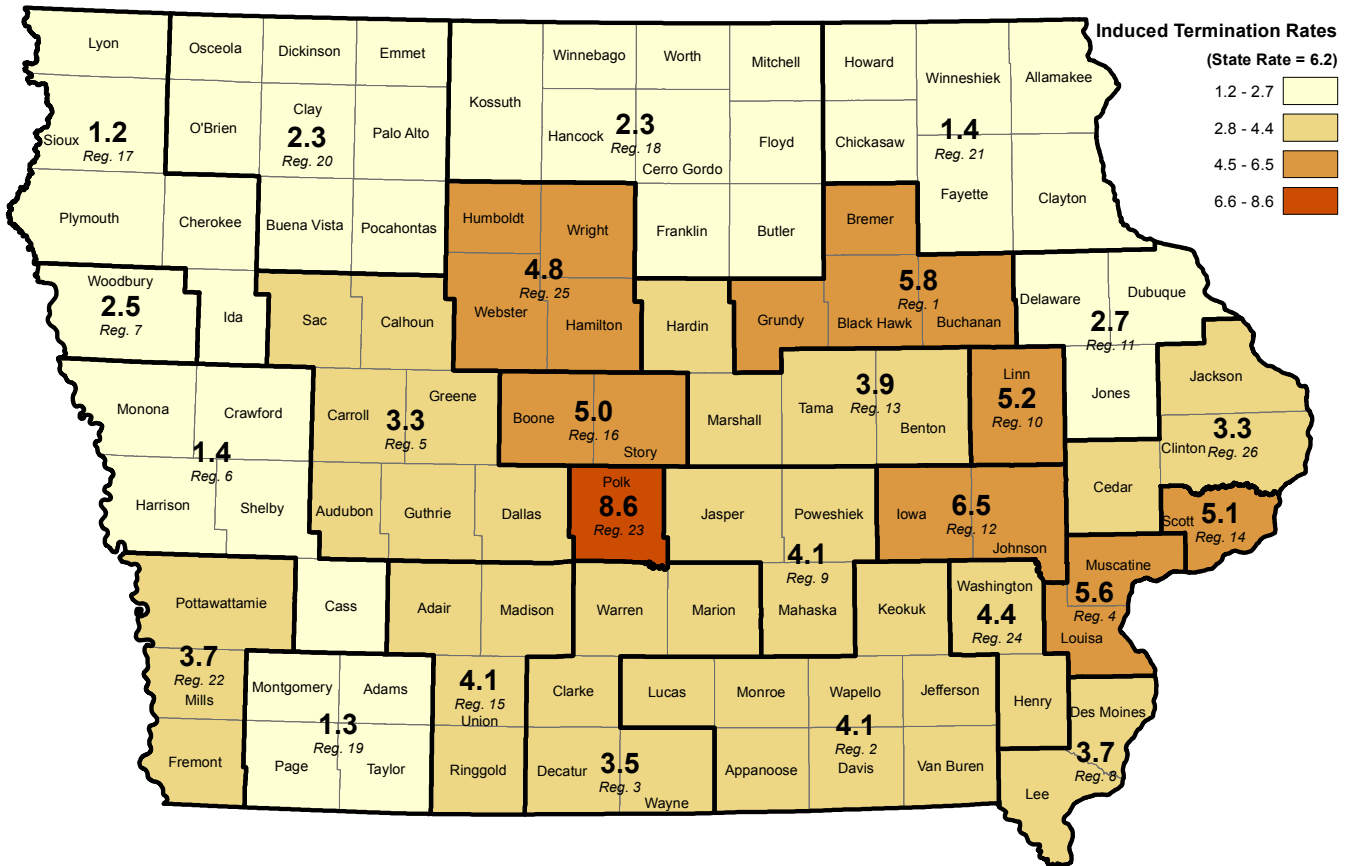 Induced Termination Rates
(State Rate = 6.2)
1.2 - 2.7
2.8 - 4.4
4.5 - 6.5
6.6 - 8.6
Lyon
Osceola
Dickinson
Emmet
Kossuth
Winnebago
Worth
Mitchell
Howard
Winneshiek
Allamakee
Sioux
1.2
Reg. 17
O'Brien
Clay
2.3
Reg. 20
Palo Alto
Hancock
2.3
Reg. 18
Cerro Gordo
Floyd
Chickasaw
1.4
Reg. 21
Fayette
Clayton
Plymouth
Cherokee
Buena Vista
Pocahontas
Humboldt
Wright
Franklin
Butler
Bremer
Woodbury
2.5
Reg. 7
Ida
Sac
Calhoun
4.8
Reg. 25
Webster
Hamilton
Hardin
Grundy
5.8
Reg. 1
Black Hawk
Buchanan
Delaware
Dubuque
2.7
Reg. 11
Jones
Jackson
Monona
Crawford
1.4
Reg. 6
Harrison
Shelby
Carroll
Greene
3.3
Reg. 5
Boone
5.0
Reg. 16
Story
Marshall
Tama
3.9
Reg. 13
Benton
Linn
5.2
Reg. 10
Clinton
3.3
Reg. 26
Cedar
Audubon
Guthrie
Dallas
Polk
8.6
Reg. 23
Jasper
Poweshiek
4.1
Reg. 9
Mahaska
Iowa
6.5
Reg. 12
Johnson
Scott
5.1
Reg. 14
Muscatine
5.6
Reg. 4
Louisa
Pottawattamie
3.7
Reg. 22
Mills
Cass
Adair
Madison
Warren
Marion
Keokuk
Washington
4.4
Reg. 24
Montgomery
Adams
1.3
Reg. 19
Page
Taylor
4.1
Reg. 15
Union
Clarke
Lucas
Monroe
Wapello
Jefferson
4.1
Reg. 2
Davis
Henry
Des Moines
3.7
Reg. 8
Lee
Fremont
Ringgold
Decatur
3.5
Reg. 3
Wayne
Appanoose
Van Buren